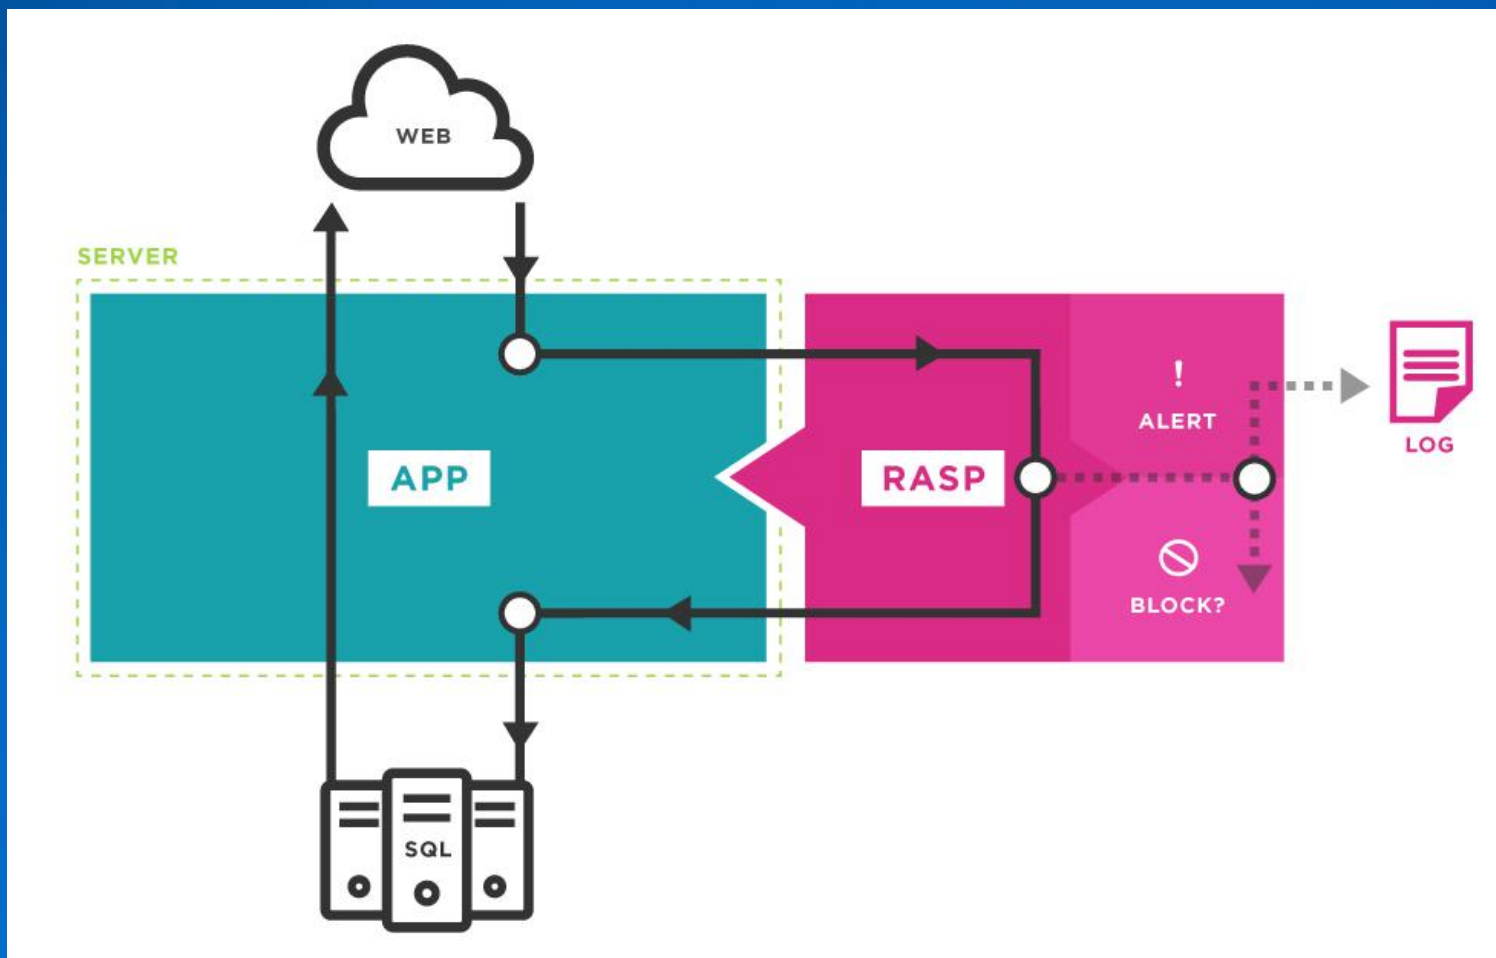 WEB
SERVER
APP
RASP
!
ALERT
BLOCK?
LOG
SQL